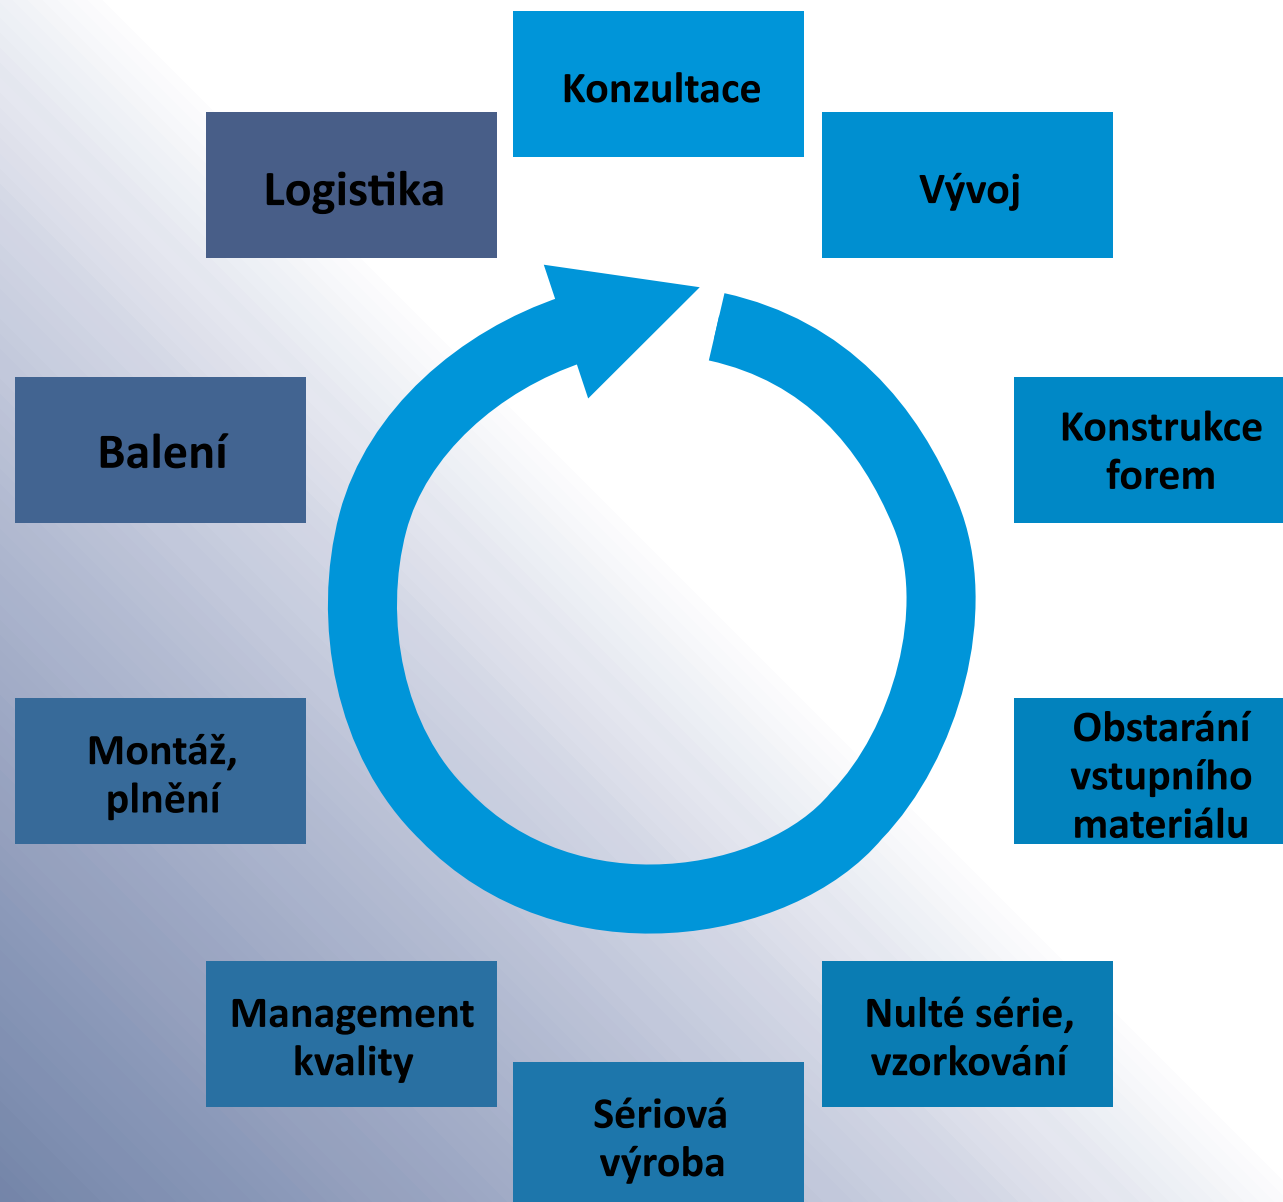 Konzultace
Vývoj
Konstrukce
forem
Obstarání
vstupního
materiálu
Nulté série,
vzorkování
Sériová
výroba
Management
kvality
Montáž,
plnění
Balení
Logistika